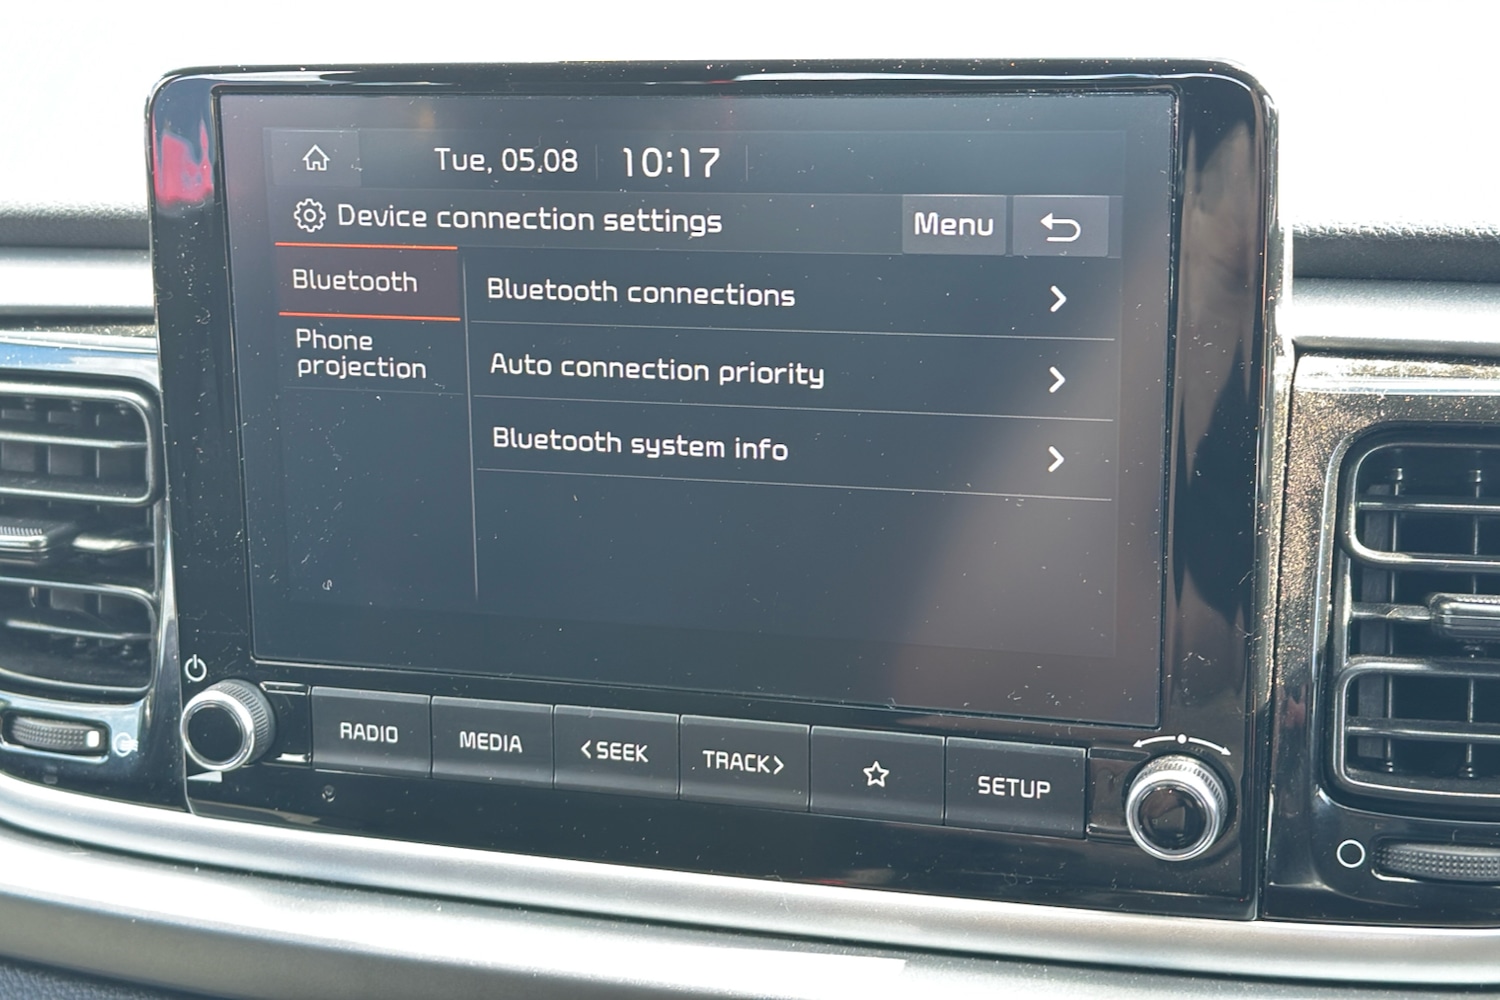 Tue, 05.08 10:17
Device connection settings Menu
Bluetooth
Phone
projection
Bluetooth connections
Auto connection priority
Bluetooth system info
RADIO MEDIA <SEEK TRACK> SETUP